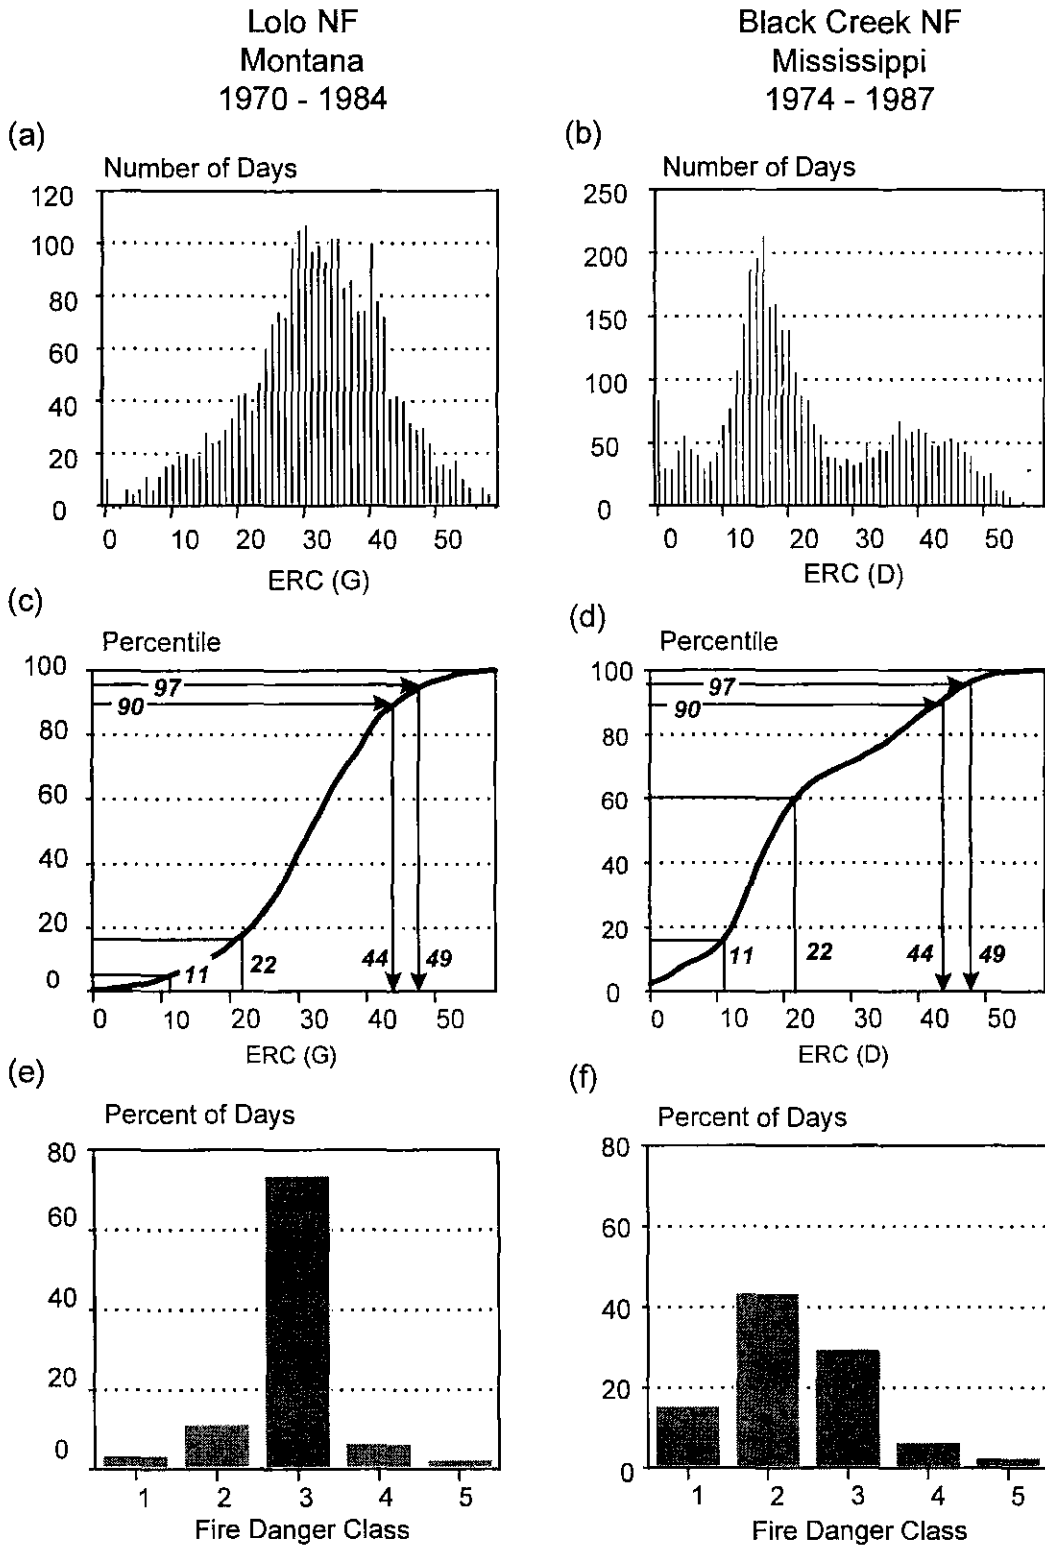 Lolo NF
Montana
1970 - 1984
Black Creek NF
Mississippi
1974 - 1987
(a)
Number of Days
120
100
80
60
40
20
0
0 10 20 30 40 50
ERC (G)
(b)
Number of Days
250
200
150
100
50
0
0 10 20 30 40 50
ERC (D)
(c)
Percentile
100
80
60
40
20
0
97
90
11 22 44 49
0 10 20 30 40 50
ERC (G)
(d)
Percentile
100
80
60
40
20
0
97
90
11 22 44 49
0 10 20 30 40 50
ERC (D)
(e)
Percent of Days
80
60
40
20
0
1 2 3 4 5
Fire Danger Class
(f)
Percent of Days
80
60
40
20
0
1 2 3 4 5
Fire Danger Class